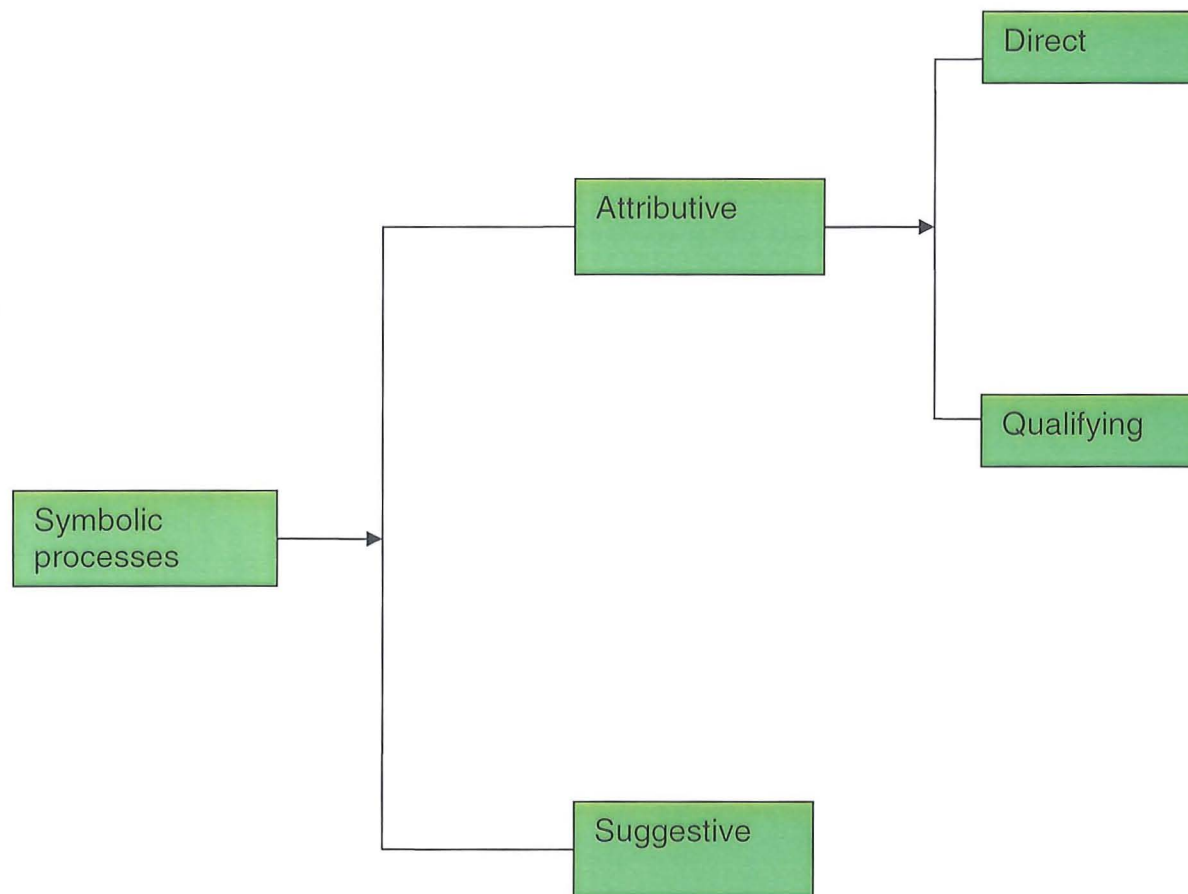 Direct
Attributive
Qualifying
Symbolic
processes
Suggestive